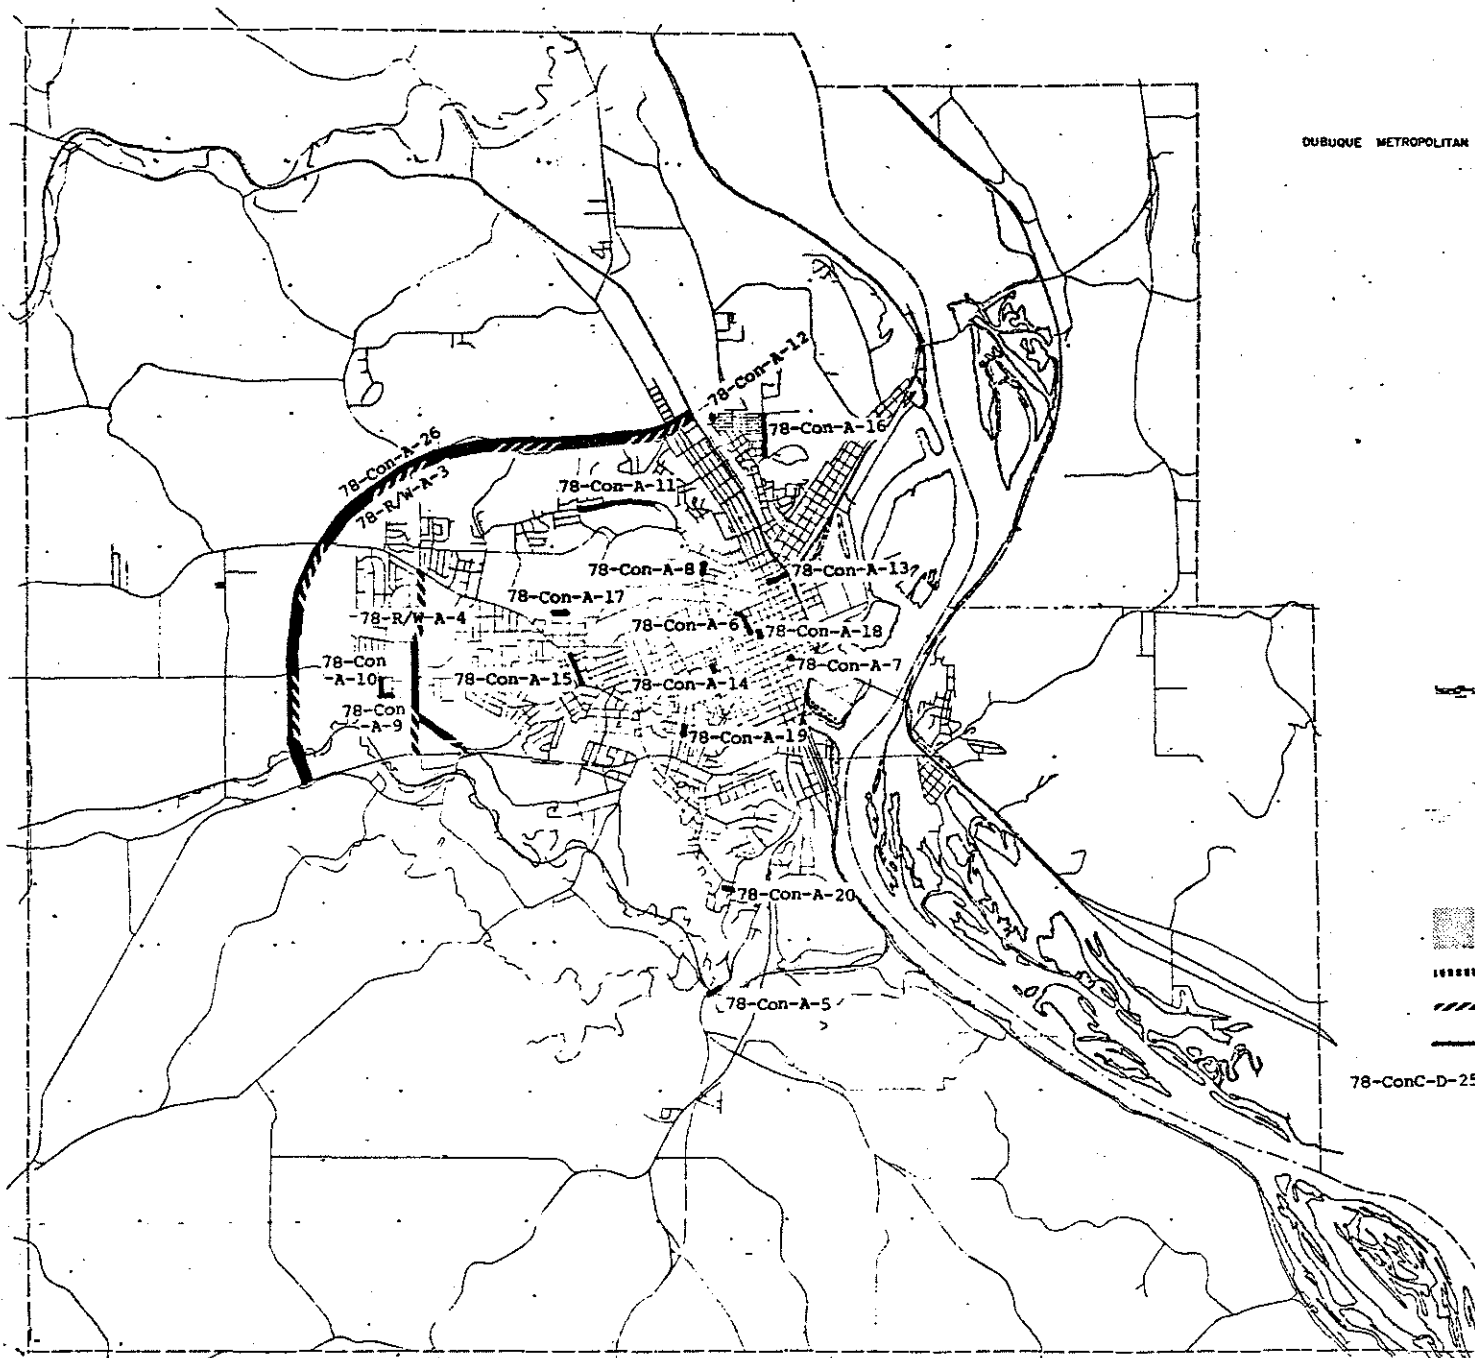 DUBUQUE METROPOLITAN
78-Con-A-12
78-Con-A-16
78-Con-A-26
78-R/W-A-3
78-Con-A-11
78-Con-A-8
78-Con-A-13
78-Con-A-17
78-R/W-A-4
78-Con-A-6
78-Con-A-18
78-Con
-A-10
78-Con-A-15
78-Con-A-14
78-Con-A-7
78-Con
-A-9
78-Con-A-19
78-Con-A-20
78-Con-A-5
78-ConC-D-25